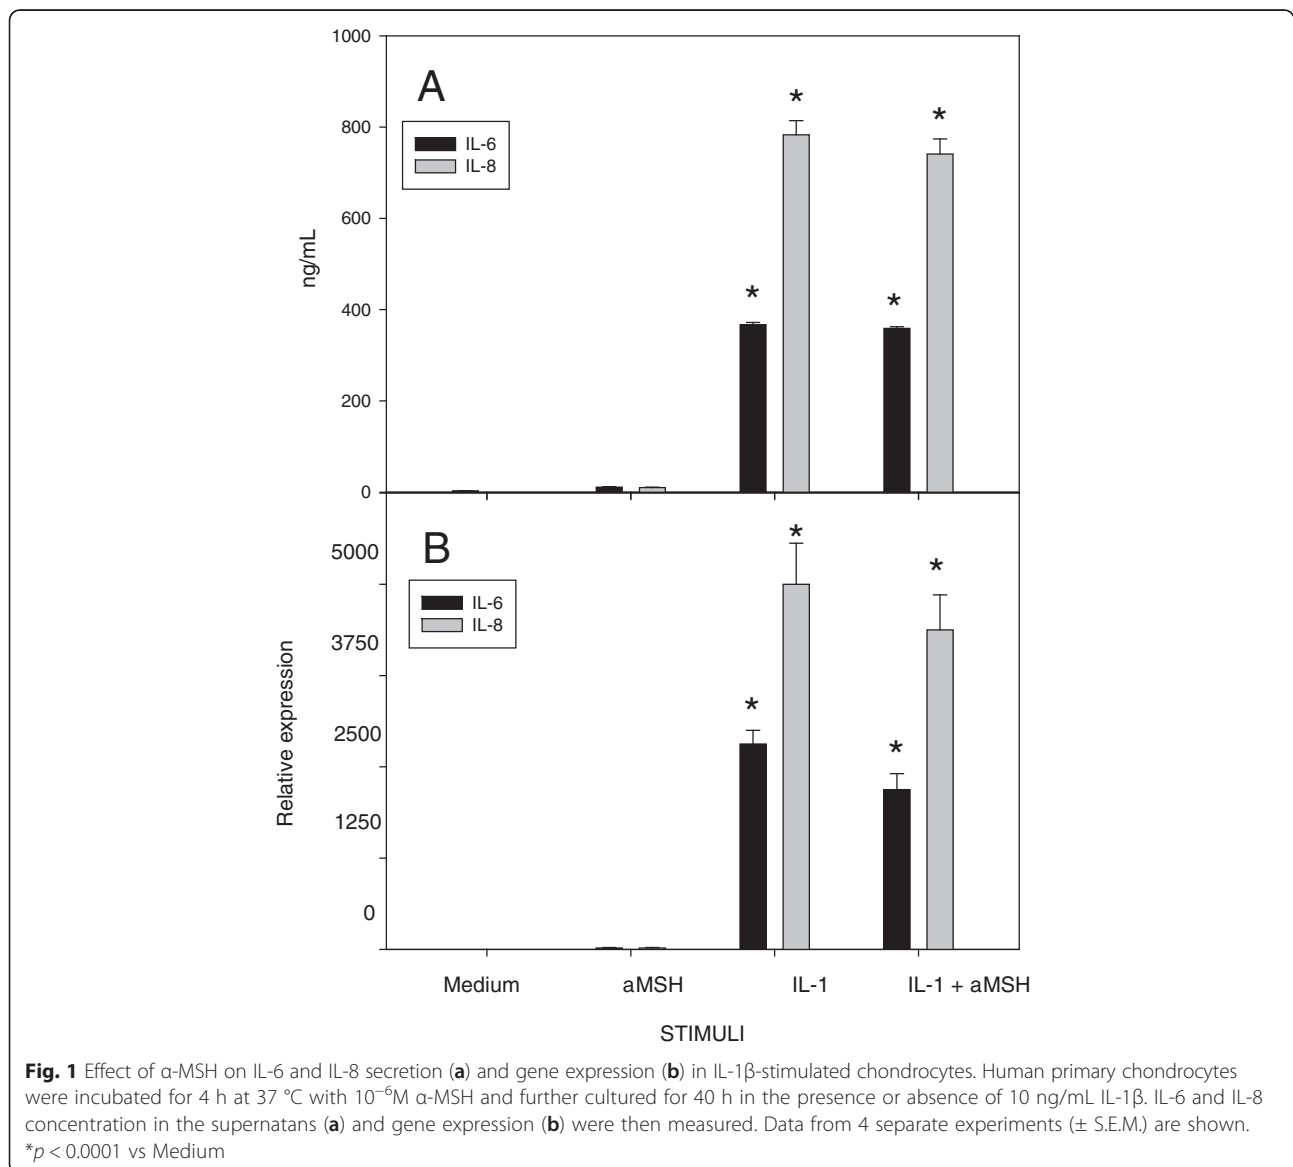 1000
A
*
*
IL-6
IL-8
800
600
ng/mL
*
*
400
200
0
B
*
*
5000
IL-6
IL-8
3750
Relative expression
*
*
2500
1250
0
Medium aMSH IL-1 IL-1 + aMSH
STIMULI
Fig. 1 Effect of α-MSH on IL-6 and IL-8 secretion (a) and gene expression (b) in IL-1β-stimulated chondrocytes. Human primary chondrocytes
were incubated for 4 h at 37 °C with 10⁻⁶M α-MSH and further cultured for 40 h in the presence or absence of 10 ng/mL IL-1β. IL-6 and IL-8
concentration in the supernatans (a) and gene expression (b) were then measured. Data from 4 separate experiments (± S.E.M.) are shown.
*p < 0.0001 vs Medium